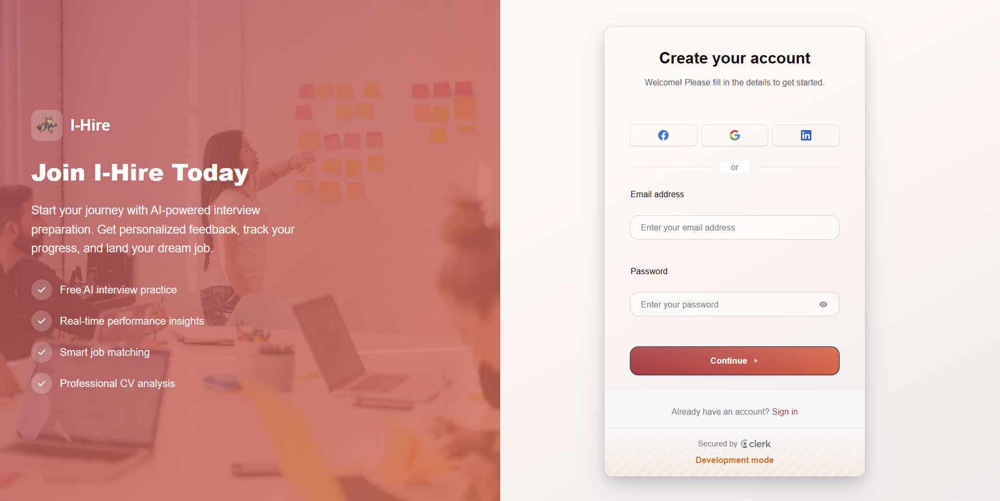 I-Hire
Join I-Hire Today
Start your journey with AI-powered interview
preparation. Get personalized feedback, track your
progress, and land your dream job.
Free AI interview practice
Real-time performance insights
Smart job matching
Professional CV analysis
Create your account
Welcome! Please fill in the details to get started.
or
Email address
Enter your email address
Password
Enter your password
Continue
Already have an account? Sign in
Secured by clerk
Development mode